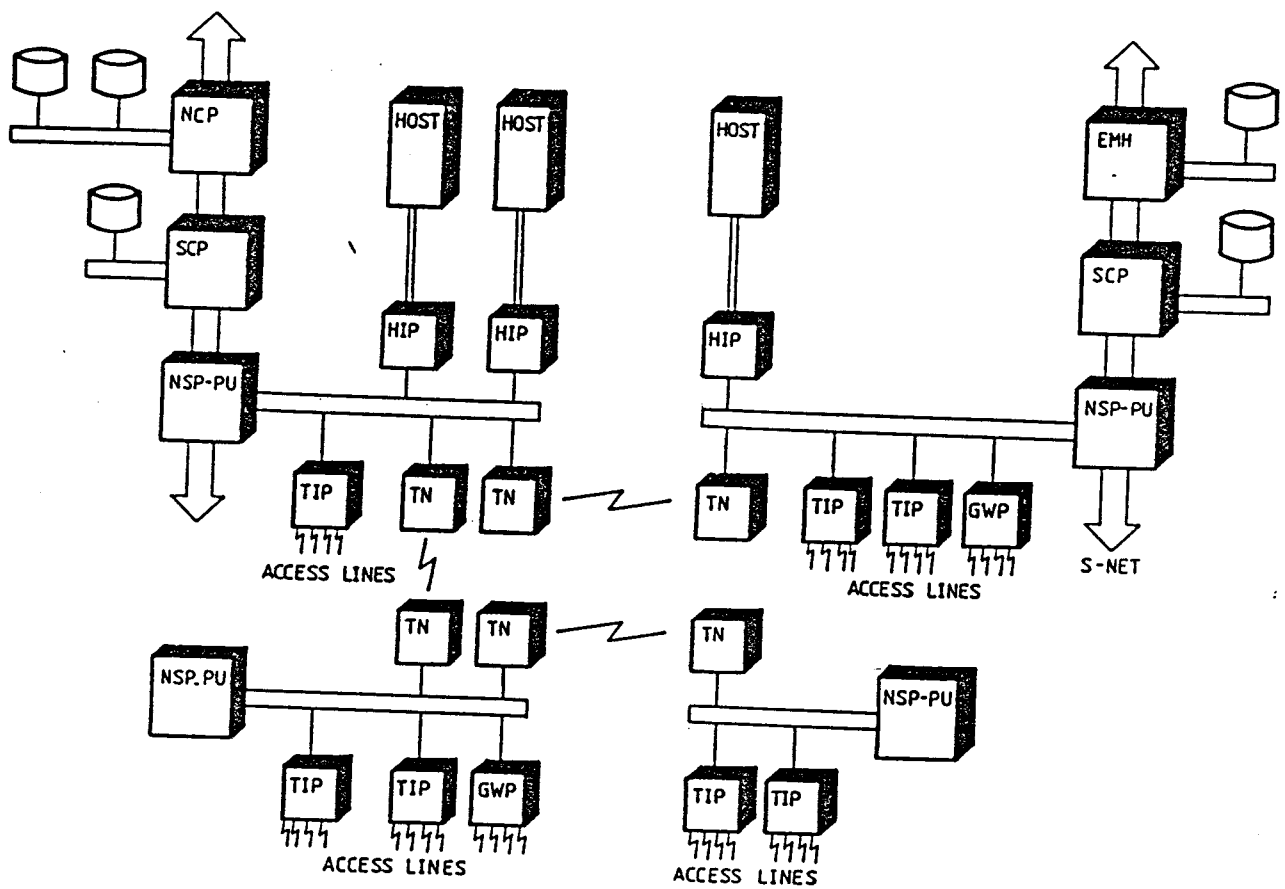 NCP
HOST
HOST
HOST
EMH
SCP
SCP
HIP
HIP
HIP
NSP-PU
NSP-PU
TIP
TN
TN
TN
TIP
TIP
GWP
ACCESS LINES
ACCESS LINES
S-NET
TN
TN
TN
NSP-PU
NSP-PU
TIP
TIP
GWP
TIP
TIP
ACCESS LINES
ACCESS LINES